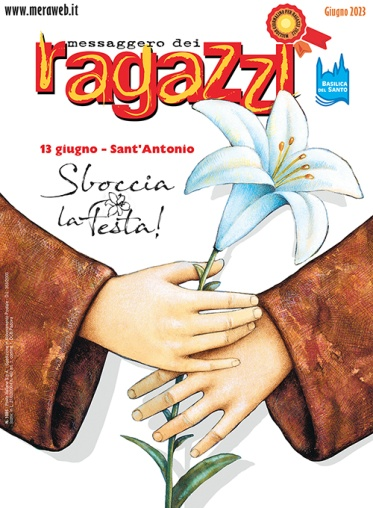 www.meraweb.it
Giugno 2023
messaggero dei
ragazzi
BASILICA
DEL SANTO
13 giugno - Sant'Antonio
Sboccia
la festa!